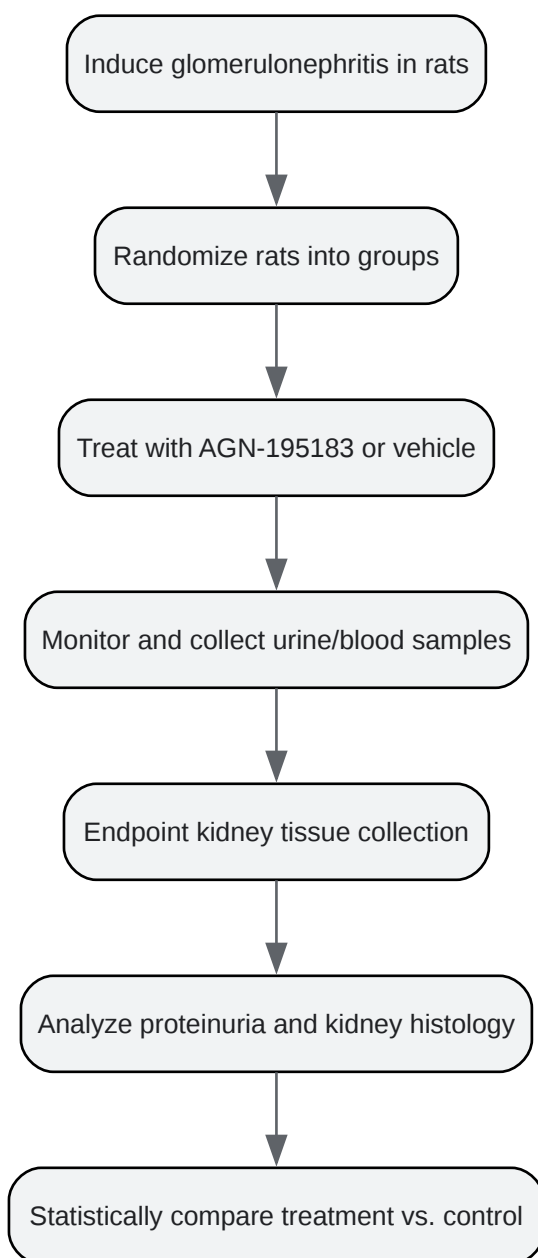 Induce glomerulonephritis in rats
Randomize rats into groups
Treat with AGN-195183 or vehicle
Monitor and collect urine/blood samples
Endpoint kidney tissue collection
Analyze proteinuria and kidney histology
Statistically compare treatment vs. control